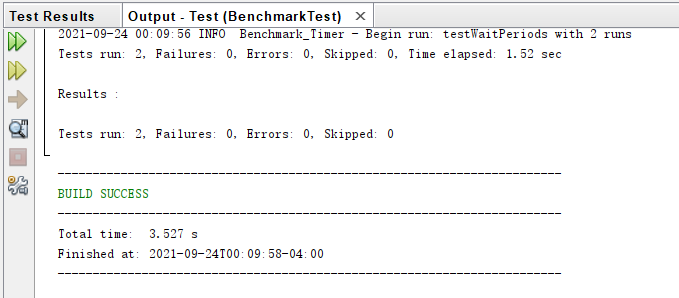 Test Results
Output - Test (BenchmarkTest)
2021-09-24 00:09:56 INFO  Benchmark_Timer - Begin run: testWaitPeriods with 2 runs
Tests run: 2, Failures: 0, Errors: 0, Skipped: 0, Time elapsed: 1.52 sec
Results :
Tests run: 2, Failures: 0, Errors: 0, Skipped: 0
------------------------------------------------------------------------
BUILD SUCCESS
------------------------------------------------------------------------
Total time:  3.527 s
Finished at: 2021-09-24T00:09:58-04:00
------------------------------------------------------------------------